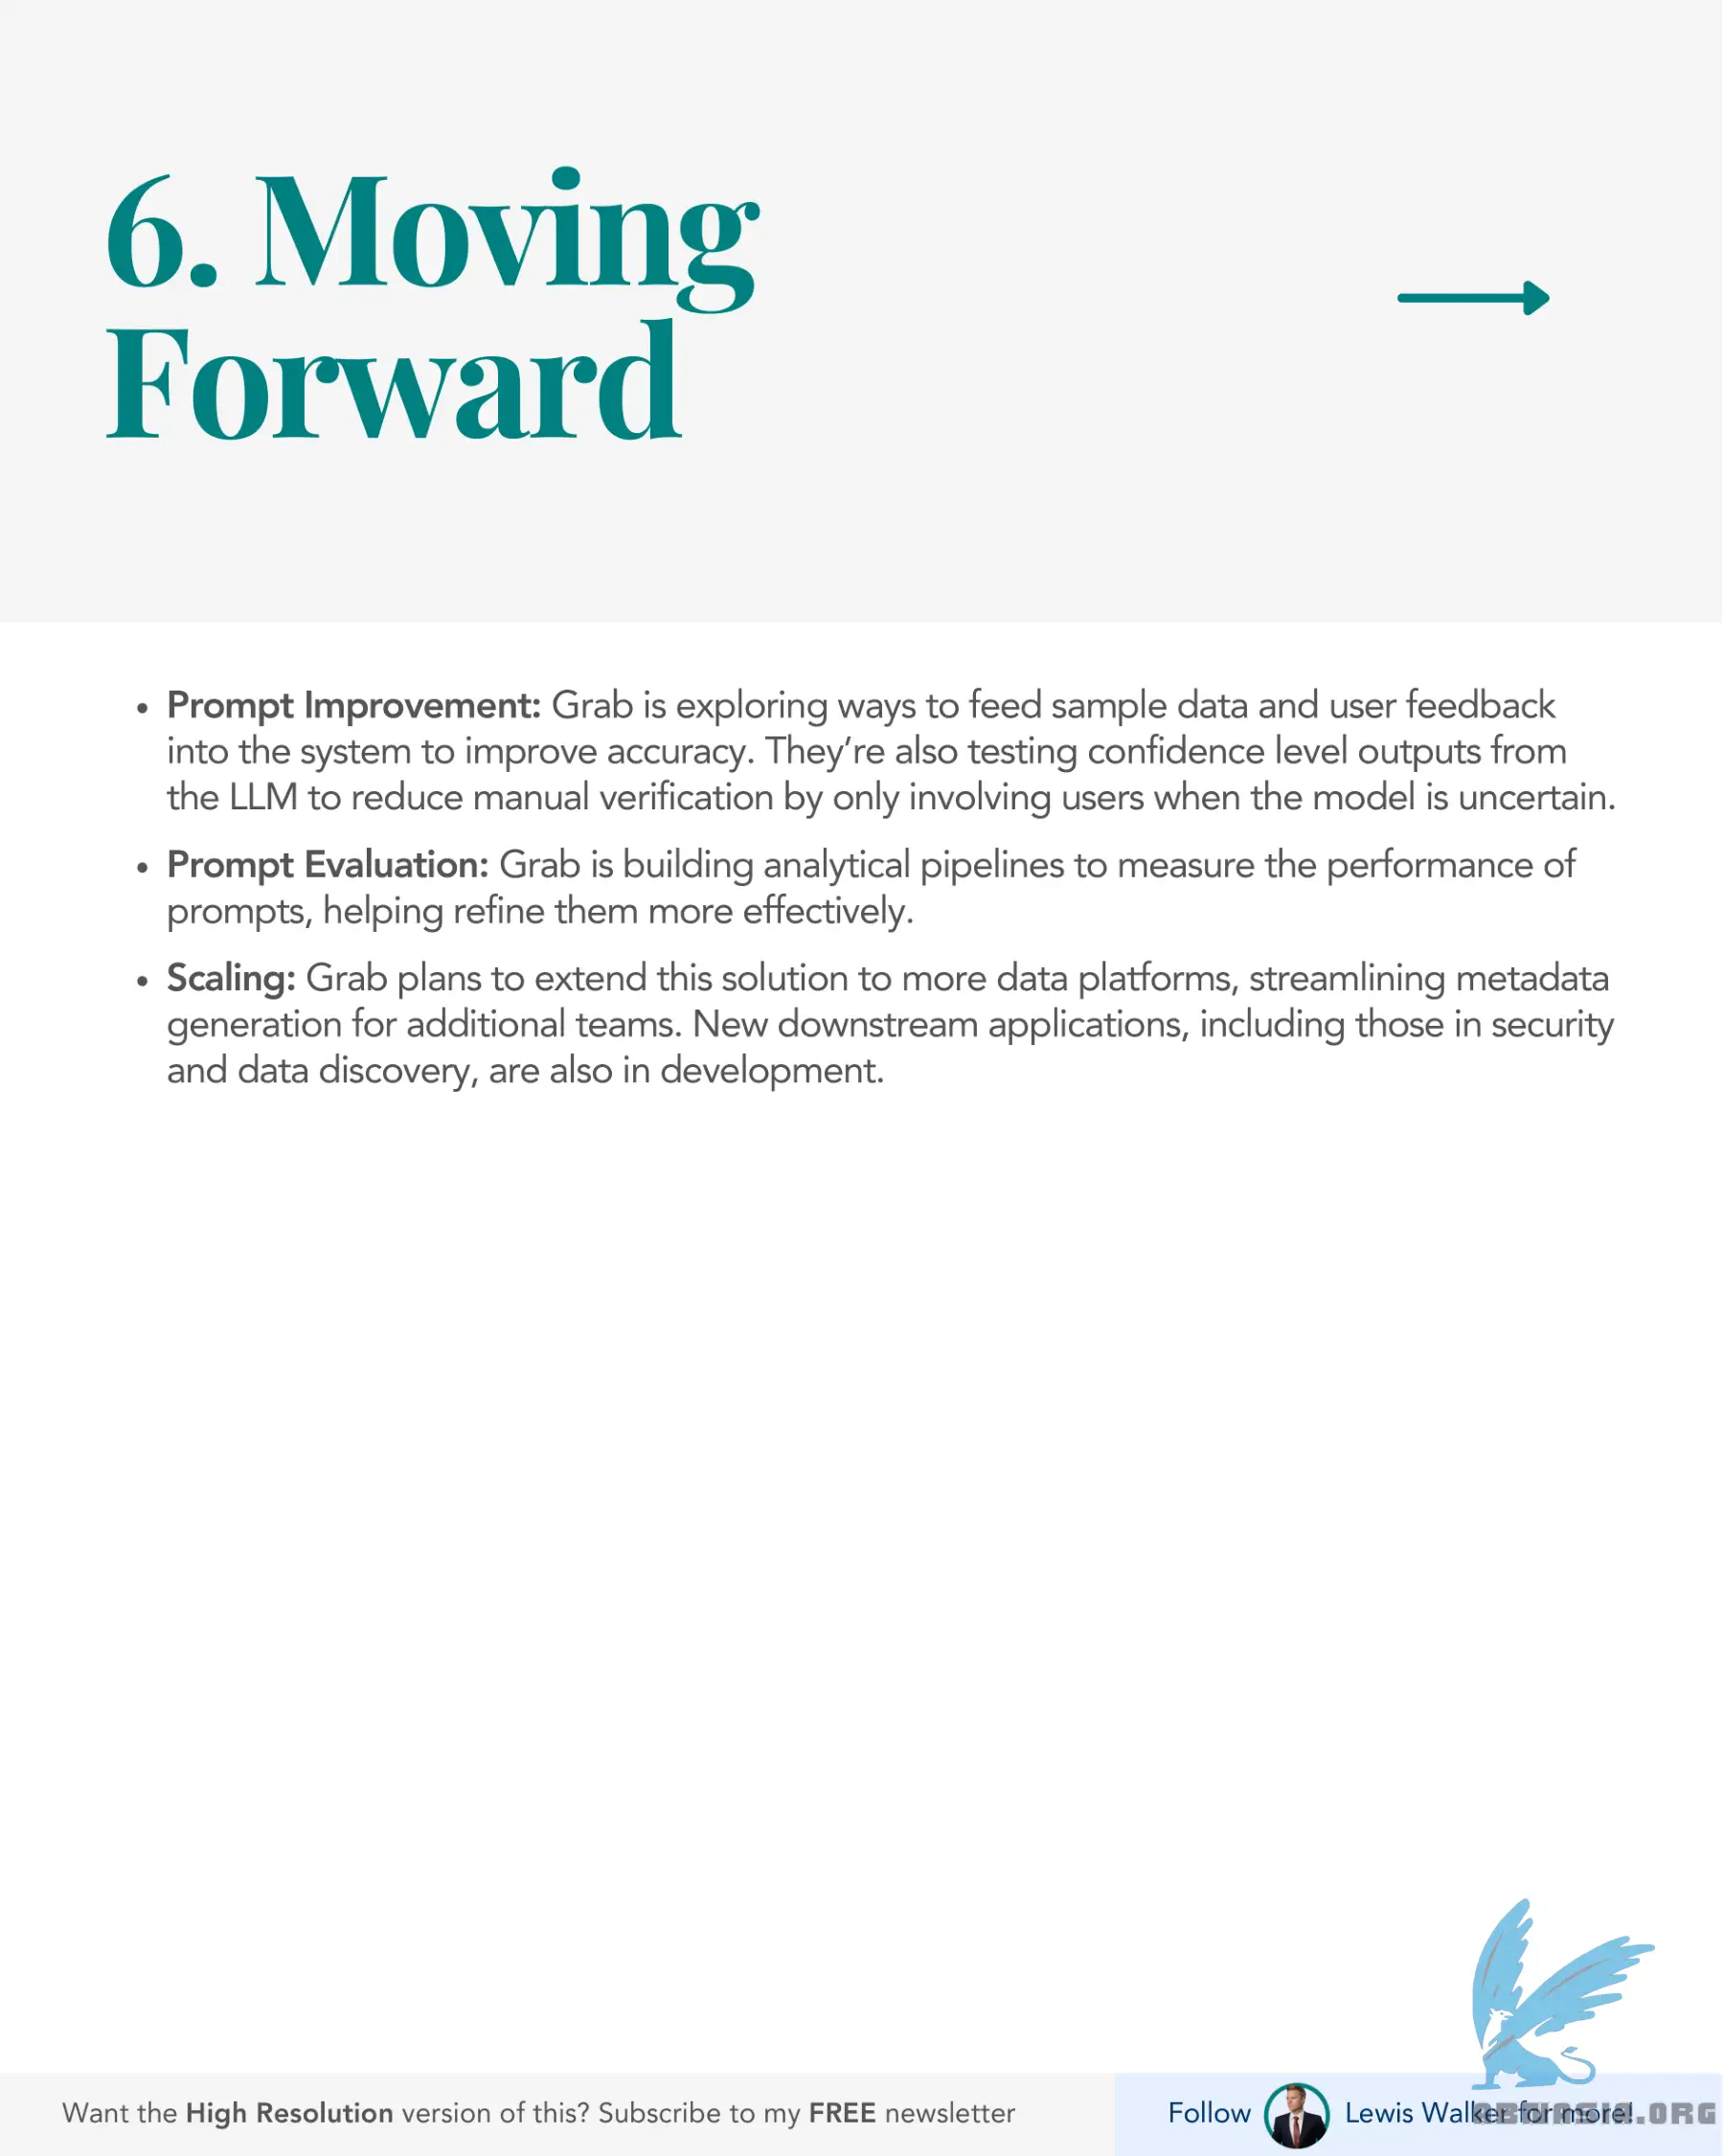 6. Moving
Forward
• Prompt Improvement: Grab is exploring ways to feed sample data and user feedback
into the system to improve accuracy. They’re also testing confidence level outputs from
the LLM to reduce manual verification by only involving users when the model is uncertain.
• Prompt Evaluation: Grab is building analytical pipelines to measure the performance of
prompts, helping refine them more effectively.
• Scaling: Grab plans to extend this solution to more data platforms, streamlining metadata
generation for additional teams. New downstream applications, including those in security
and data discovery, are also in development.
Want the High Resolution version of this? Subscribe to my FREE newsletter
Follow Lewis Walker for more!